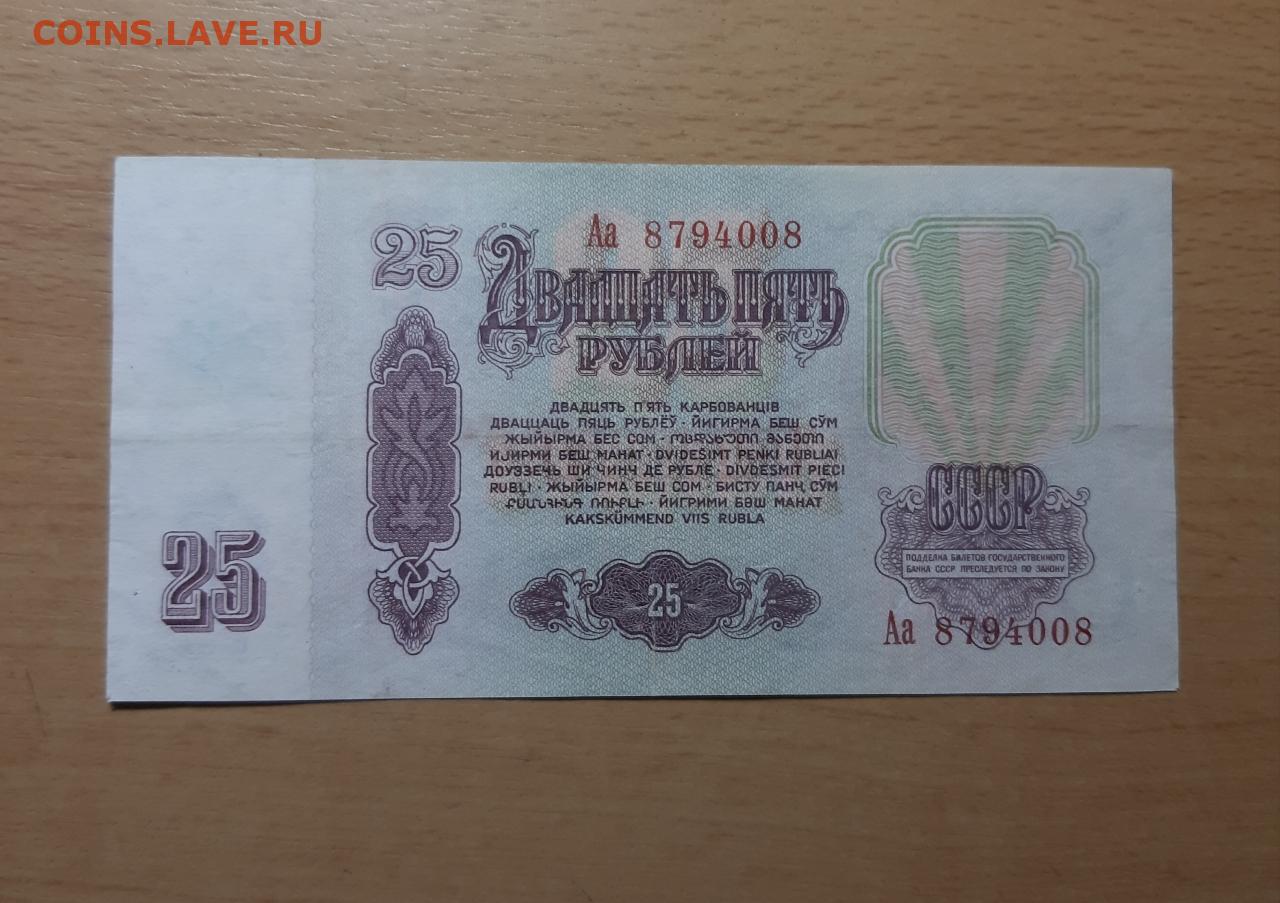 COINS.LAVE.RU
25
Аа 8794008
ДВАДЦАТЬ ПЯТЬ
РУБЛЕЙ
ДВАДЦЯТЬ П'ЯТЬ КАРБОВАНЦІВ
ДВАЦЦАЦЬ ПЯЦЬ РУБЛЁЎ · ЙИГИРМА БЕШ СЎМ
ЖЫЙЫРМА БЕС СОМ · ოცდახუთი მანეთი
ИЈИРМИ БЕШ МАНАТ · DVIDEŠIMT PENKI RUBLIAI
ДОУЭЗЕЧЬ ШИ ЧИНЧ ДЕ РУБЛЕ · DIVDESMIT PIECI
RUBĻI · ЖЫЙЫРМА БЕШ СОМ · БИСТУ ПАНҶ СӮМ
ՔՍԱՆՀԻՆԳ ՌՈՒԲԼԻ · ЙИГРИМИ БӘШ МАНАТ
KAKSKÜMMEND VIIS RUBLA
СССР
ПОДДЕЛКА БИЛЕТОВ ГОСУДАРСТВЕННОГО
БАНКА СССР ПРЕСЛЕДУЕТСЯ ПО ЗАКОНУ
25
25
Аа 8794008